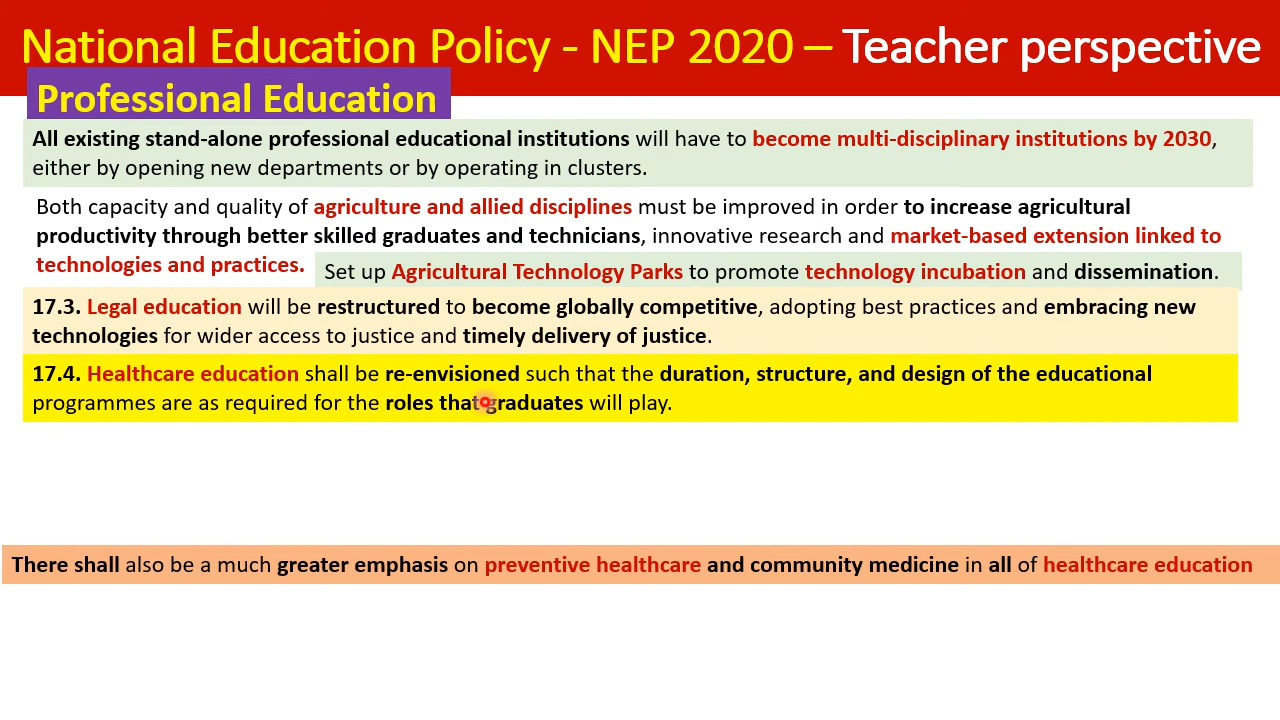 National Education Policy - NEP 2020 – Teacher perspective
Professional Education
All existing stand-alone professional educational institutions will have to become multi-disciplinary institutions by 2030,
either by opening new departments or by operating in clusters.
Both capacity and quality of agriculture and allied disciplines must be improved in order to increase agricultural
productivity through better skilled graduates and technicians, innovative research and market-based extension linked to
technologies and practices.
Set up Agricultural Technology Parks to promote technology incubation and dissemination.
17.3. Legal education will be restructured to become globally competitive, adopting best practices and embracing new
technologies for wider access to justice and timely delivery of justice.
17.4. Healthcare education shall be re-envisioned such that the duration, structure, and design of the educational
programmes are as required for the roles that graduates will play.
There shall also be a much greater emphasis on preventive healthcare and community medicine in all of healthcare education